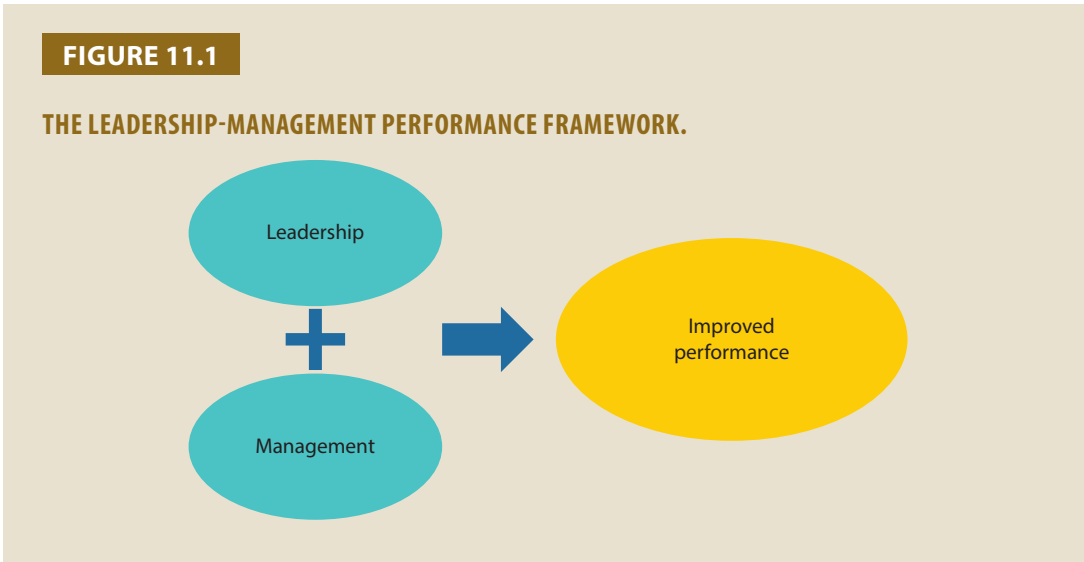 FIGURE 11.1
THE LEADERSHIP-MANAGEMENT PERFORMANCE FRAMEWORK.
Leadership
Management
Improved
performance